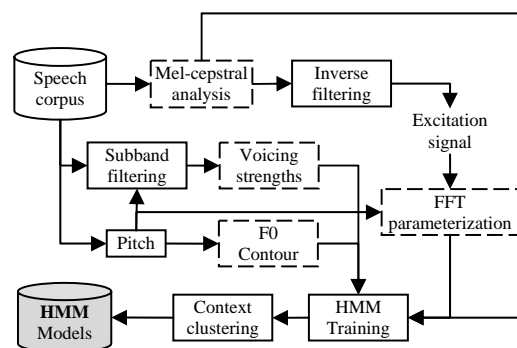 Speech
corpus
Mel-cepstral
analysis
Inverse
filtering
Excitation
signal
Subband
filtering
Voicing
strengths
FFT
parameterization
Pitch
F0
Contour
HMM
Models
Context
clustering
HMM
Training